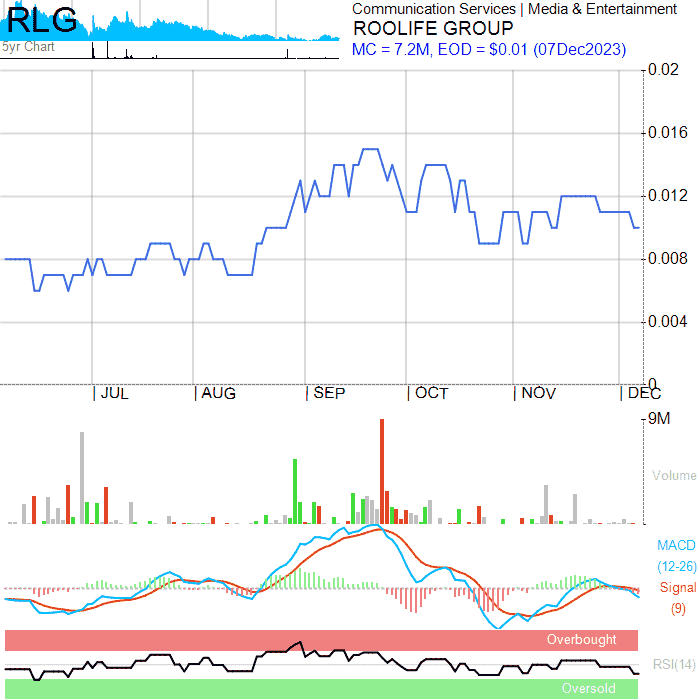 RLG
5yr Chart
Communication Services | Media & Entertainment
ROOLIFE GROUP
MC = 7.2M, EOD = $0.01 (07Dec2023)
0.02
0.016
0.012
0.008
0.004
0
JUL
AUG
SEP
OCT
NOV
DEC
9M
Volume
MACD
(12-26)
Signal
(9)
Overbought
RSI(14)
Oversold